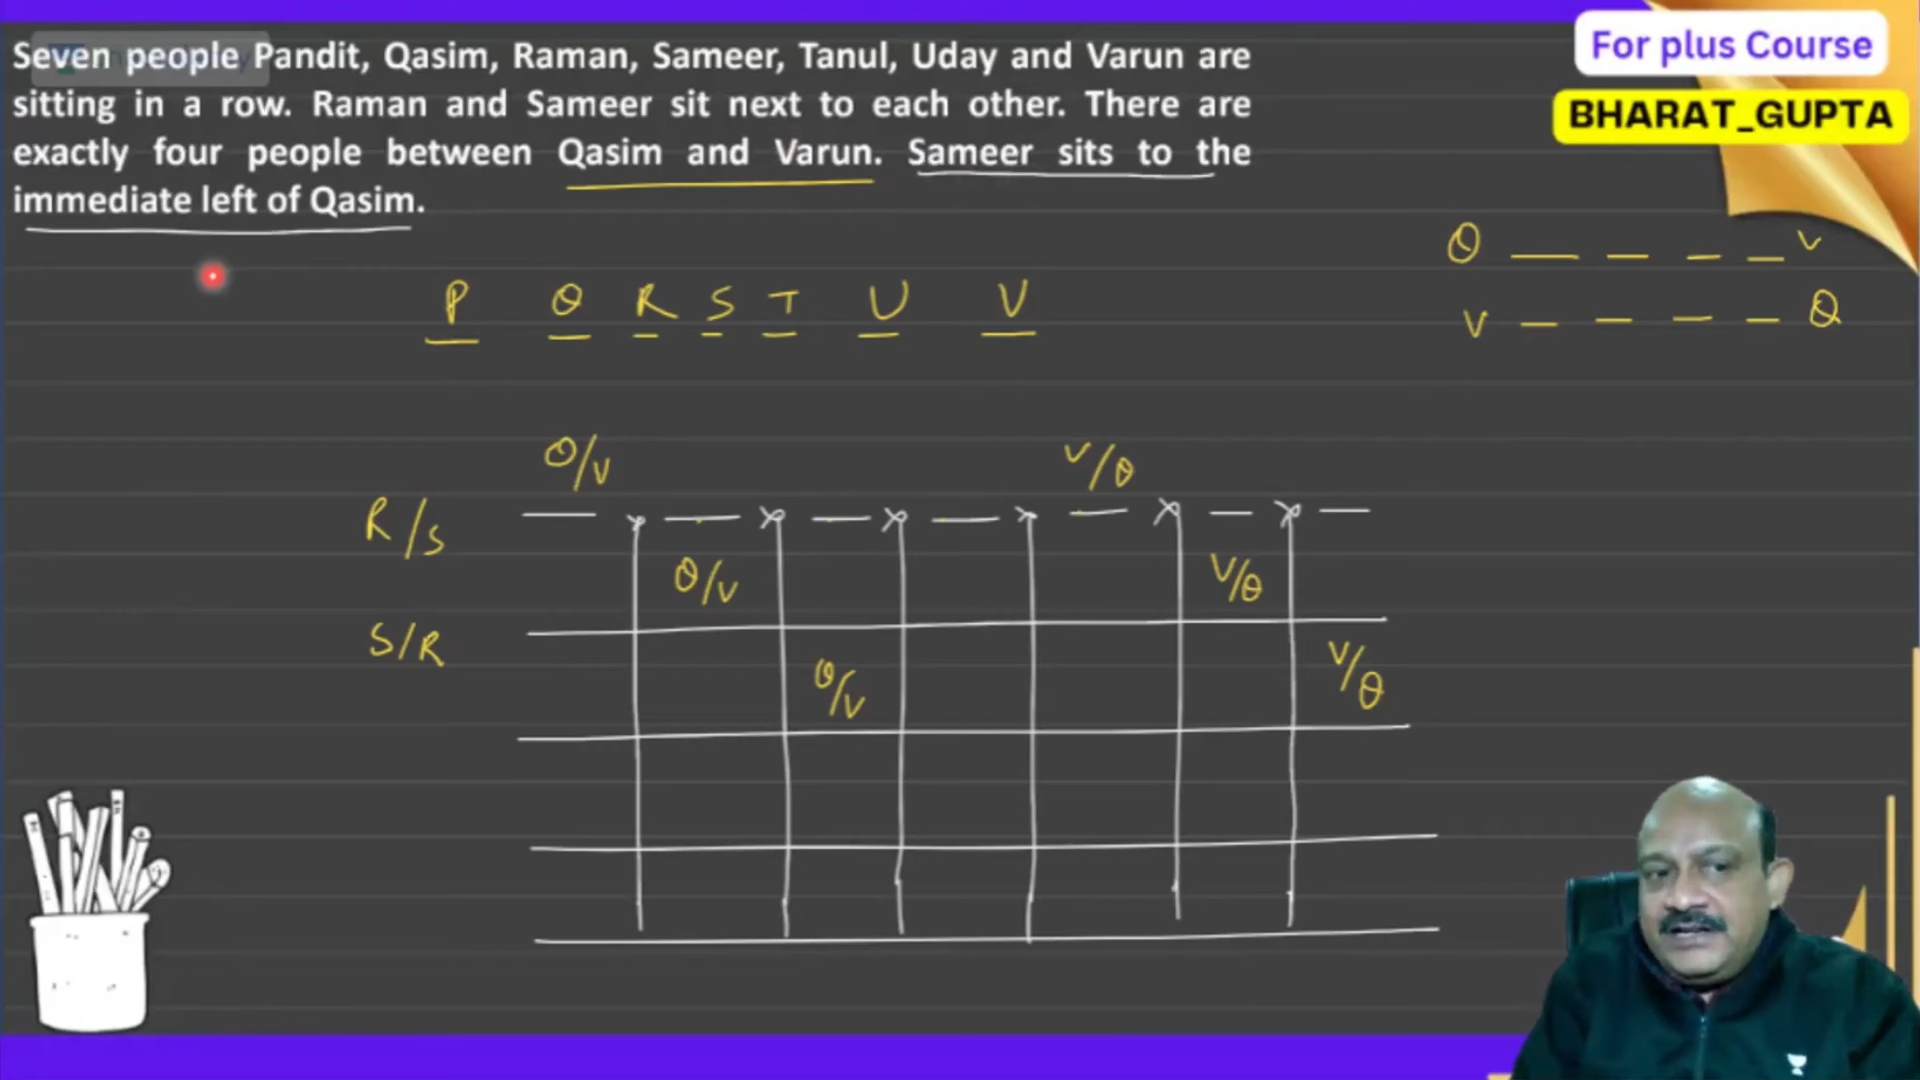 For plus Course
BHARAT_GUPTA
Seven people Pandit, Qasim, Raman, Sameer, Tanul, Uday and Varun are
sitting in a row. Raman and Sameer sit next to each other. There are
exactly four people between Qasim and Varun. Sameer sits to the
immediate left of Qasim.
Q _ _ _ _ V
P Q R S T U V
V _ _ _ _ Q
Q/V V/Q
R/S
Q/V V/Q
S/R
Q/V V/Q